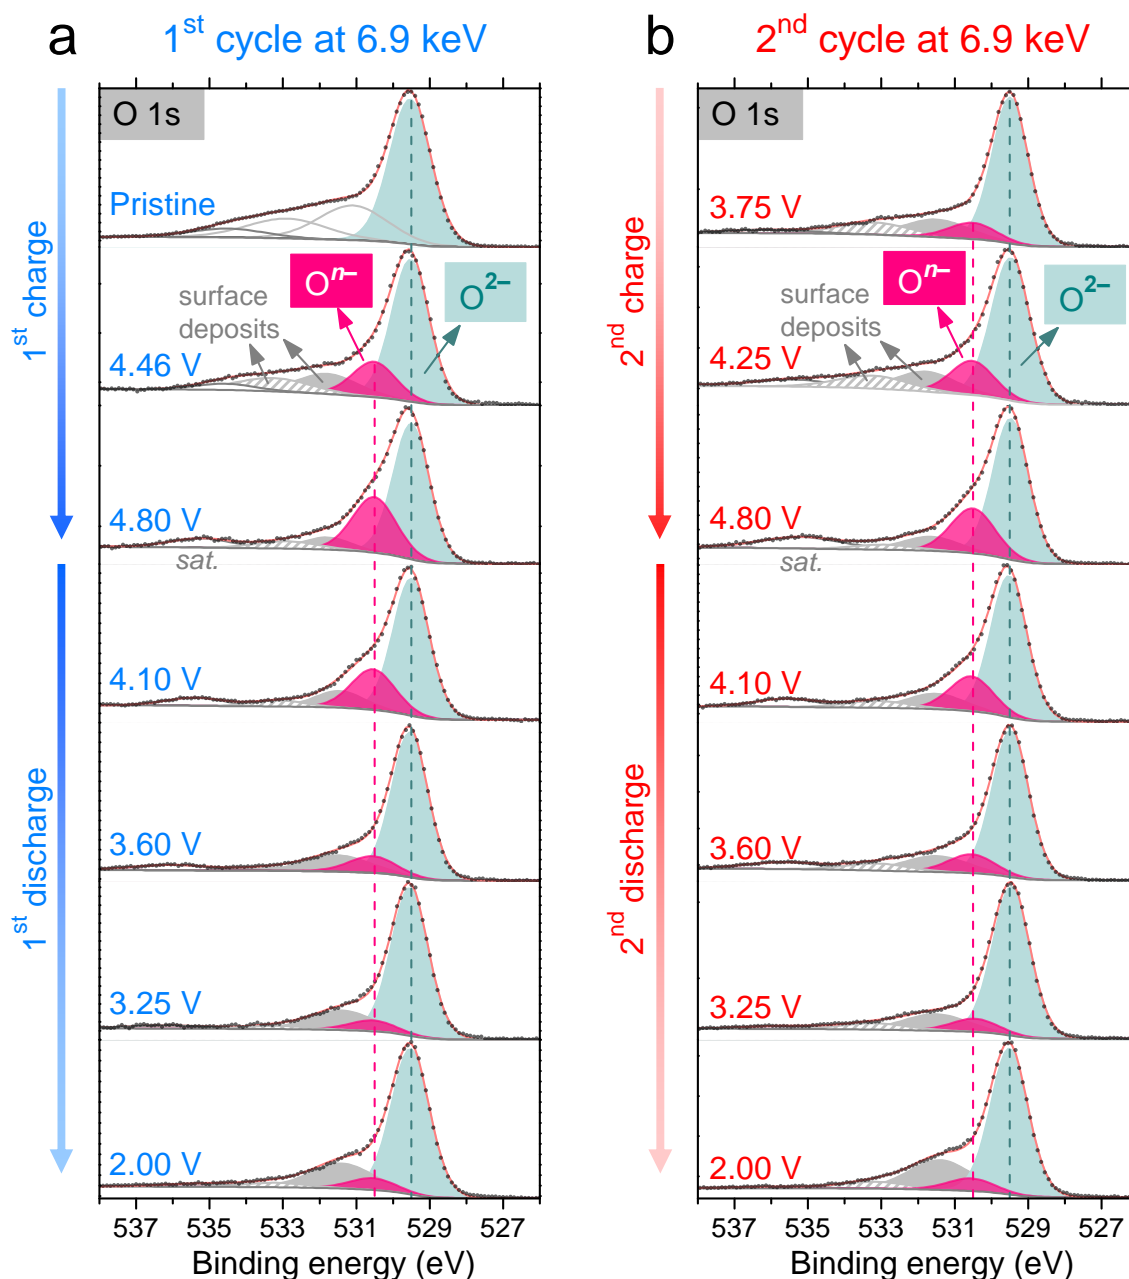 a
1st cycle at 6.9 keV
O 1s
1st charge
Pristine
surface
deposits
On–
O2–
4.46 V
4.80 V
sat.
1st discharge
4.10 V
3.60 V
3.25 V
2.00 V
537 535 533 531 529 527
Binding energy (eV)
b
2nd cycle at 6.9 keV
O 1s
2nd charge
3.75 V
surface
deposits
On–
O2–
4.25 V
4.80 V
sat.
2nd discharge
4.10 V
3.60 V
3.25 V
2.00 V
537 535 533 531 529 527
Binding energy (eV)